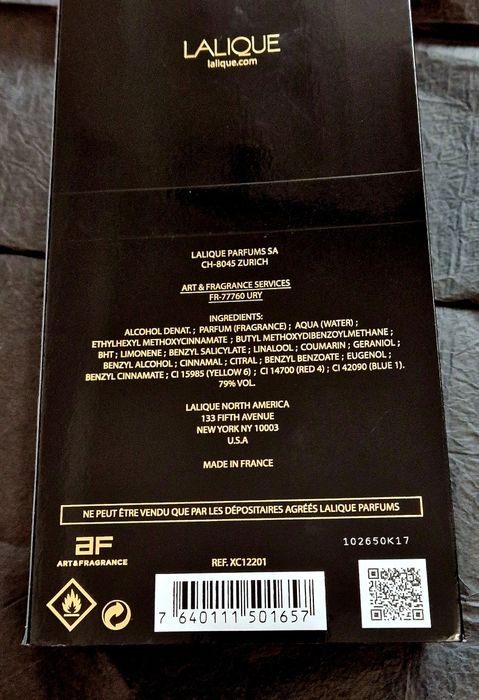 LALIQUE
lalique.com
LALIQUE PARFUMS SA
CH-8045 ZURICH
ART & FRAGRANCE SERVICES
FR-77760 URY
INGREDIENTS:
ALCOHOL DENAT. ; PARFUM (FRAGRANCE) ; AQUA (WATER) ;
ETHYLHEXYL METHOXYCINNAMATE ; BUTYL METHOXYDIBENZOYLMETHANE ;
BHT ; LIMONENE ; BENZYL SALICYLATE ; LINALOOL ; COUMARIN ; GERANIOL ;
BENZYL ALCOHOL ; CINNAMAL ; CITRAL ; BENZYL BENZOATE ; EUGENOL ;
BENZYL CINNAMATE ; CI 15985 (YELLOW 6) ; CI 14700 (RED 4) ; CI 42090 (BLUE 1).
79% VOL.
LALIQUE NORTH AMERICA
133 FIFTH AVENUE
NEW YORK NY 10003
U.S.A
MADE IN FRANCE
NE PEUT ÊTRE VENDU QUE PAR LES DÉPOSITAIRES AGRÉÉS LALIQUE PARFUMS
AF
ART&FRAGRANCE
102650K17
REF. XC12201
7 640111 501657